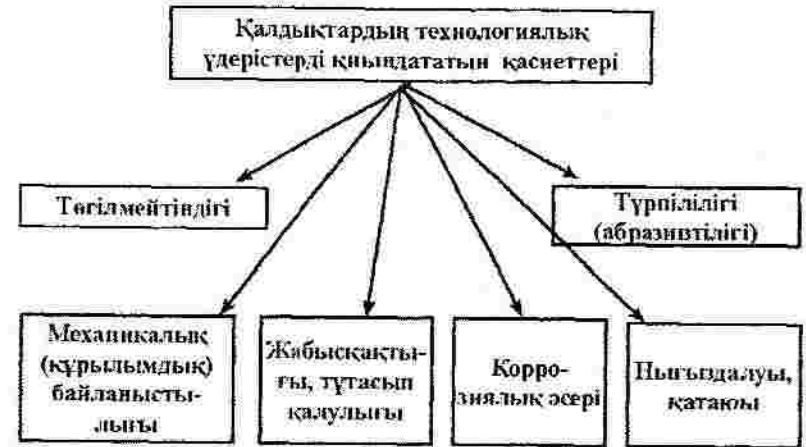 Қалдықтардың технологиялық
үдерістерді қиындататын қасиеттері
Төгілмейтіндігі
Түрпілілігі
(абразивтілігі)
Механикалық
(құрылымдық)
байланысты-
лығы
Жабысқақты-
ғы, тұтасып
қалулығы
Корро-
зиялық әсері
Нығыздалуы,
қатаюы